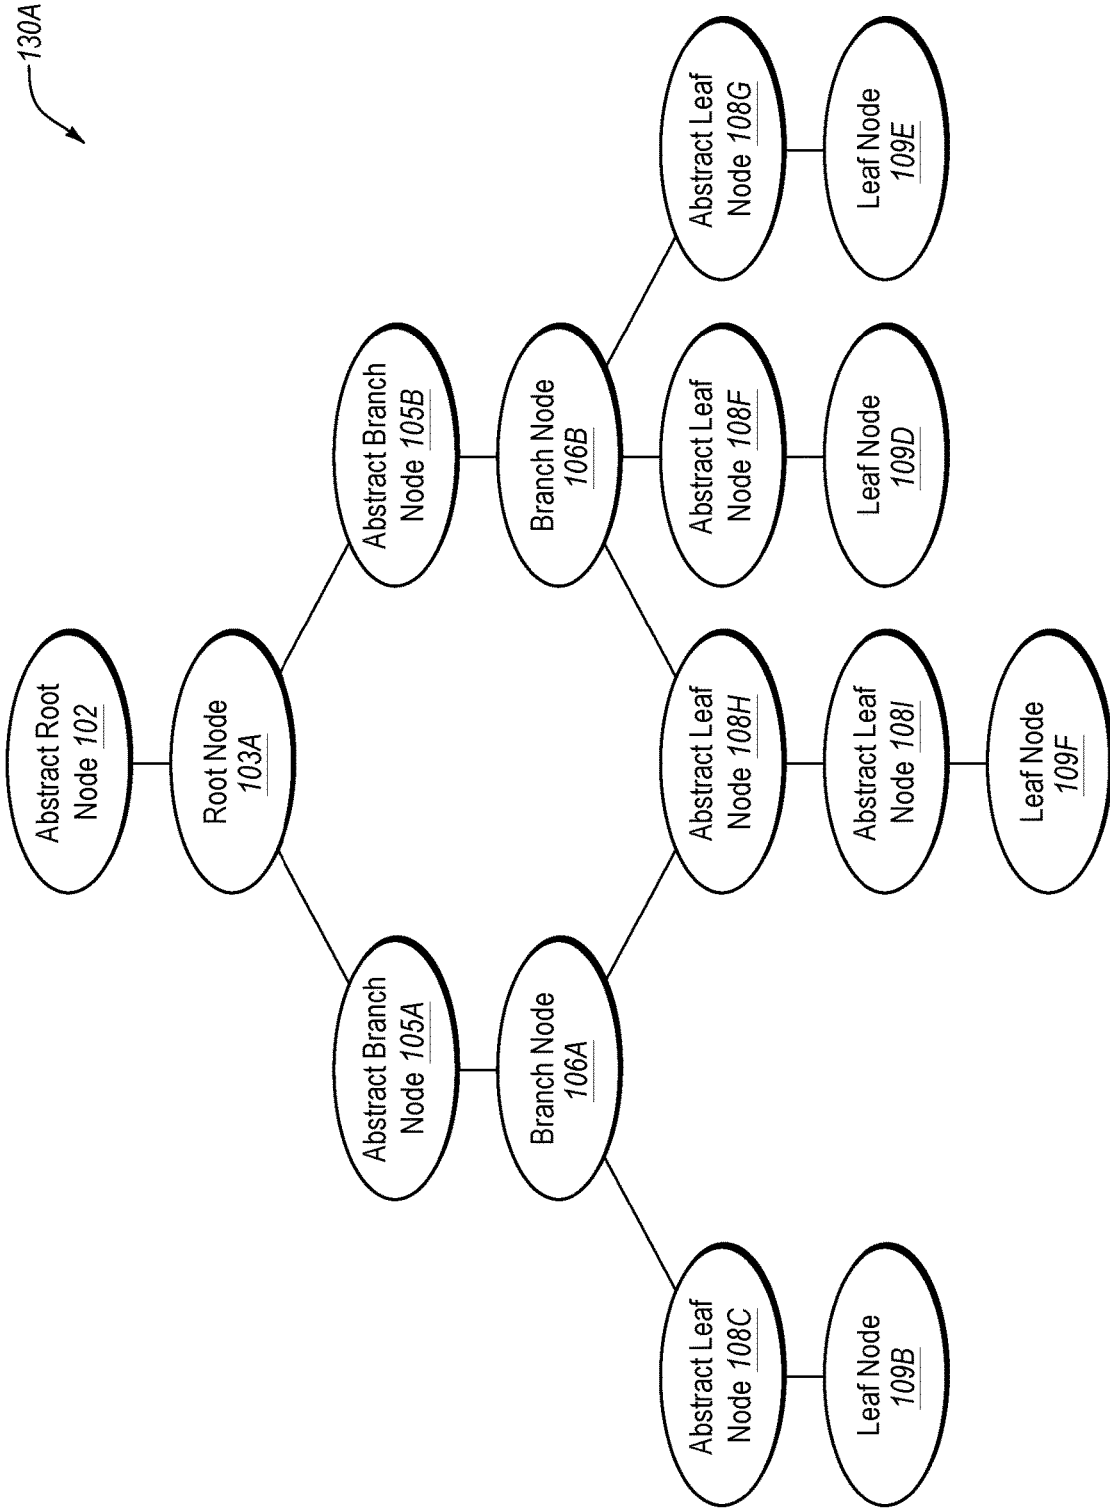 130A
Abstract Root
Node 102
Root Node
103A
Abstract Branch
Node 105A
Abstract Branch
Node 105B
Branch Node
106A
Branch Node
106B
Abstract Leaf
Node 108C
Abstract Leaf
Node 108H
Abstract Leaf
Node 108F
Abstract Leaf
Node 108G
Leaf Node
109B
Abstract Leaf
Node 108I
Leaf Node
109D
Leaf Node
109E
Leaf Node
109F